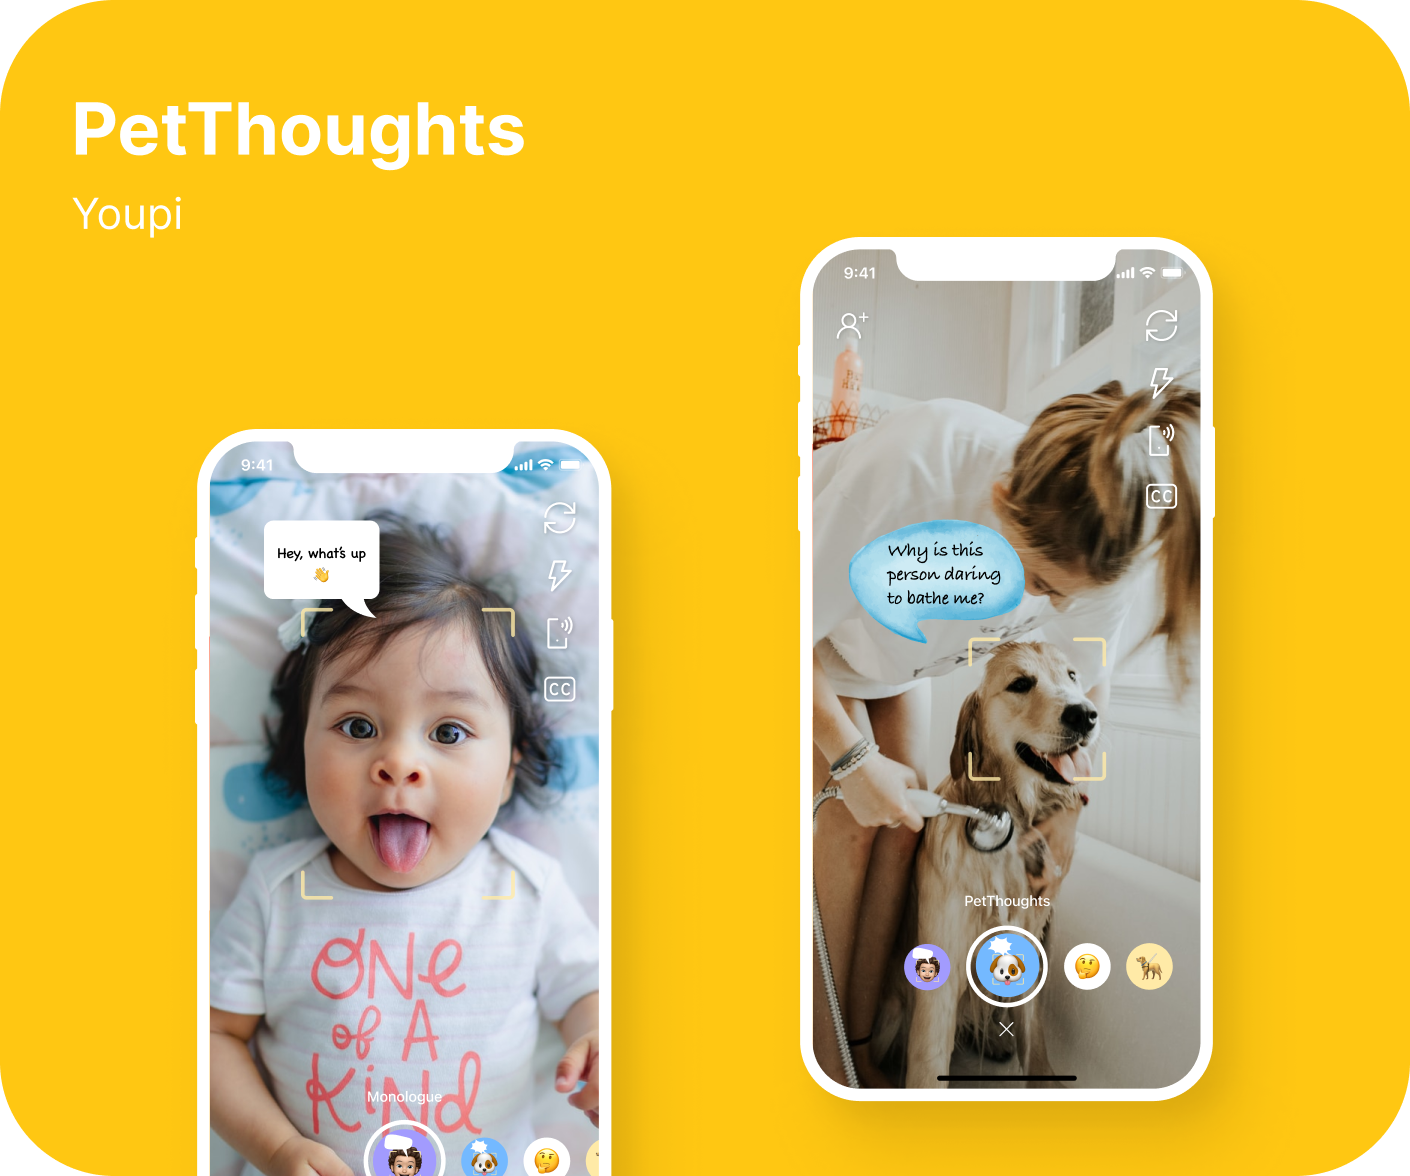 PetThoughts
Youpi
9:41
Hey, what's up
CC
ONe
of A
KiNd
Monologue
9:41
CC
Why is this
person daring
to bathe me?
PetThoughts